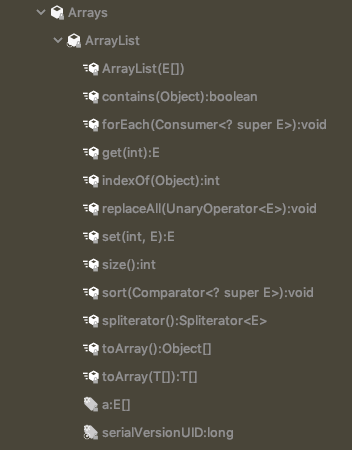 Arrays
ArrayList
ArrayList(E[])
contains(Object):boolean
forEach(Consumer<? super E>):void
get(int):E
indexOf(Object):int
replaceAll(UnaryOperator<E>):void
set(int, E):E
size():int
sort(Comparator<? super E>):void
spliterator():Spliterator<E>
toArray():Object[]
toArray(T[]):T[]
a:E[]
serialVersionUID:long